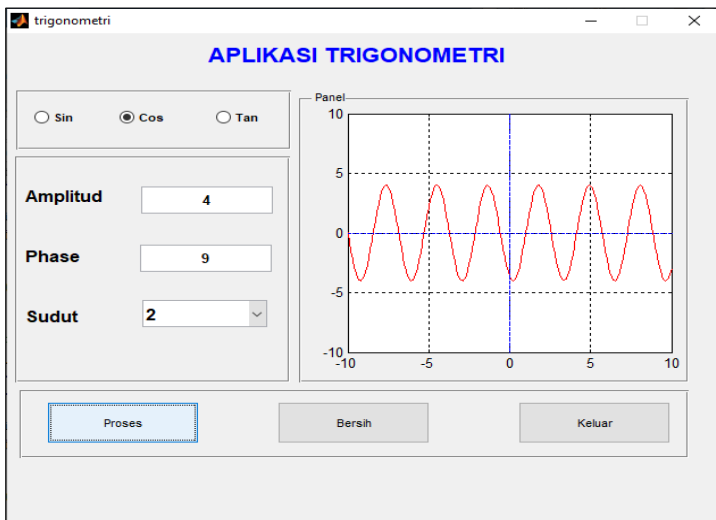 trigonometri
APLIKASI TRIGONOMETRI
Sin Cos Tan
Amplitud 4
Phase 9
Sudut 2
Panel
10
5
0
-5
-10
-10 -5 0 5 10
Proses Bersih Keluar